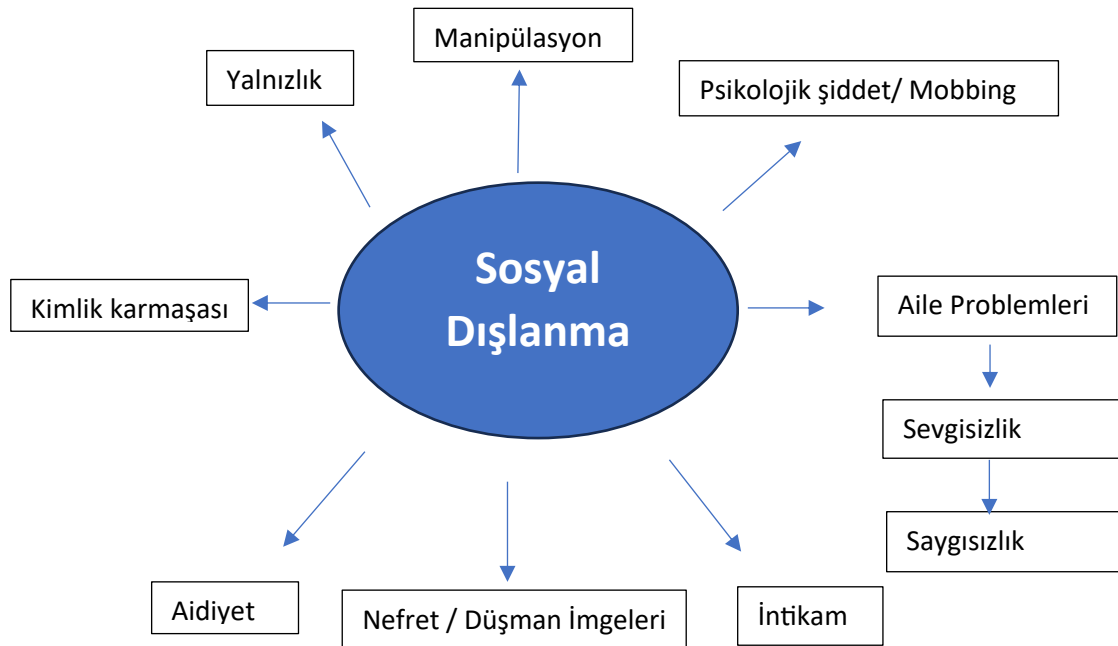 Manipülasyon
Yalnızlık
Psikolojik şiddet/ Mobbing
Sosyal
Dışlanma
Kimlik karmaşası
Aile Problemleri
Sevgisizlik
Saygısızlık
Aidiyet
Nefret / Düşman İmgeleri
İntikam